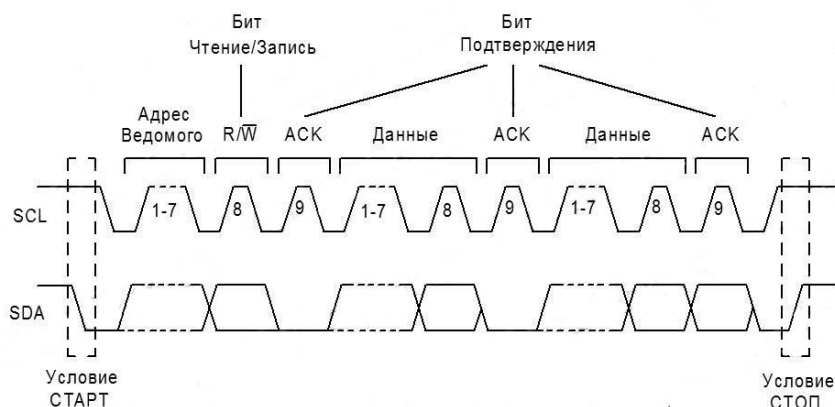 Бит
Чтение/Запись
Бит
Подтверждения
Адрес
Ведомого
R/W̅
ACK
Данные
ACK
Данные
ACK
SCL
1-7
8
9
1-7
8
9
1-7
8
9
SDA
Условие
СТАРТ
Условие
СТОП